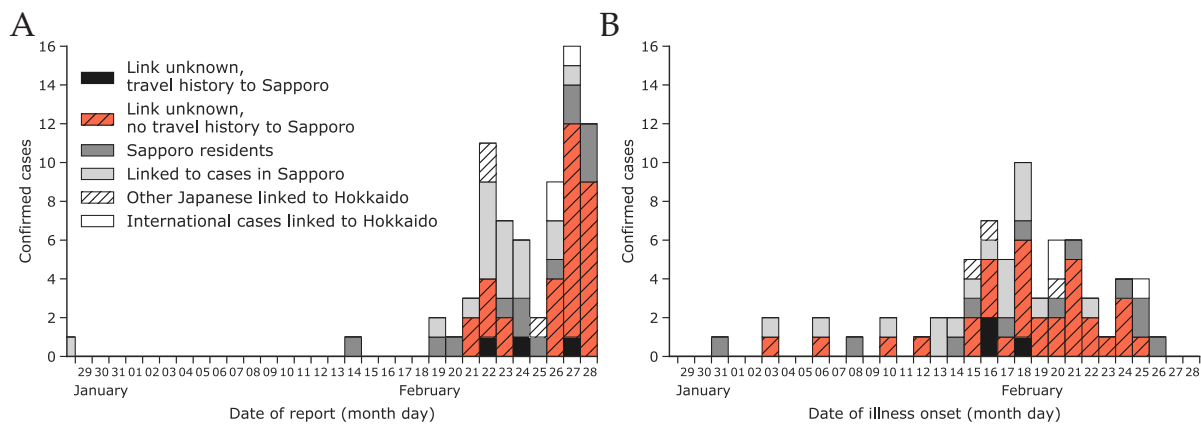 A
Confirmed cases
16
14
12
10
8
6
4
2
0
Link unknown,
travel history to Sapporo
Link unknown,
no travel history to Sapporo
Sapporo residents
Linked to cases in Sapporo
Other Japanese linked to Hokkaido
International cases linked to Hokkaido
29 30 31 01 02 03 04 05 06 07 08 09 10 11 12 13 14 15 16 17 18 19 20 21 22 23 24 25 26 27 28
January February
Date of report (month day)
B
Confirmed cases
16
14
12
10
8
6
4
2
0
29 30 31 01 02 03 04 05 06 07 08 09 10 11 12 13 14 15 16 17 18 19 20 21 22 23 24 25 26 27 28
January February
Date of illness onset (month day)